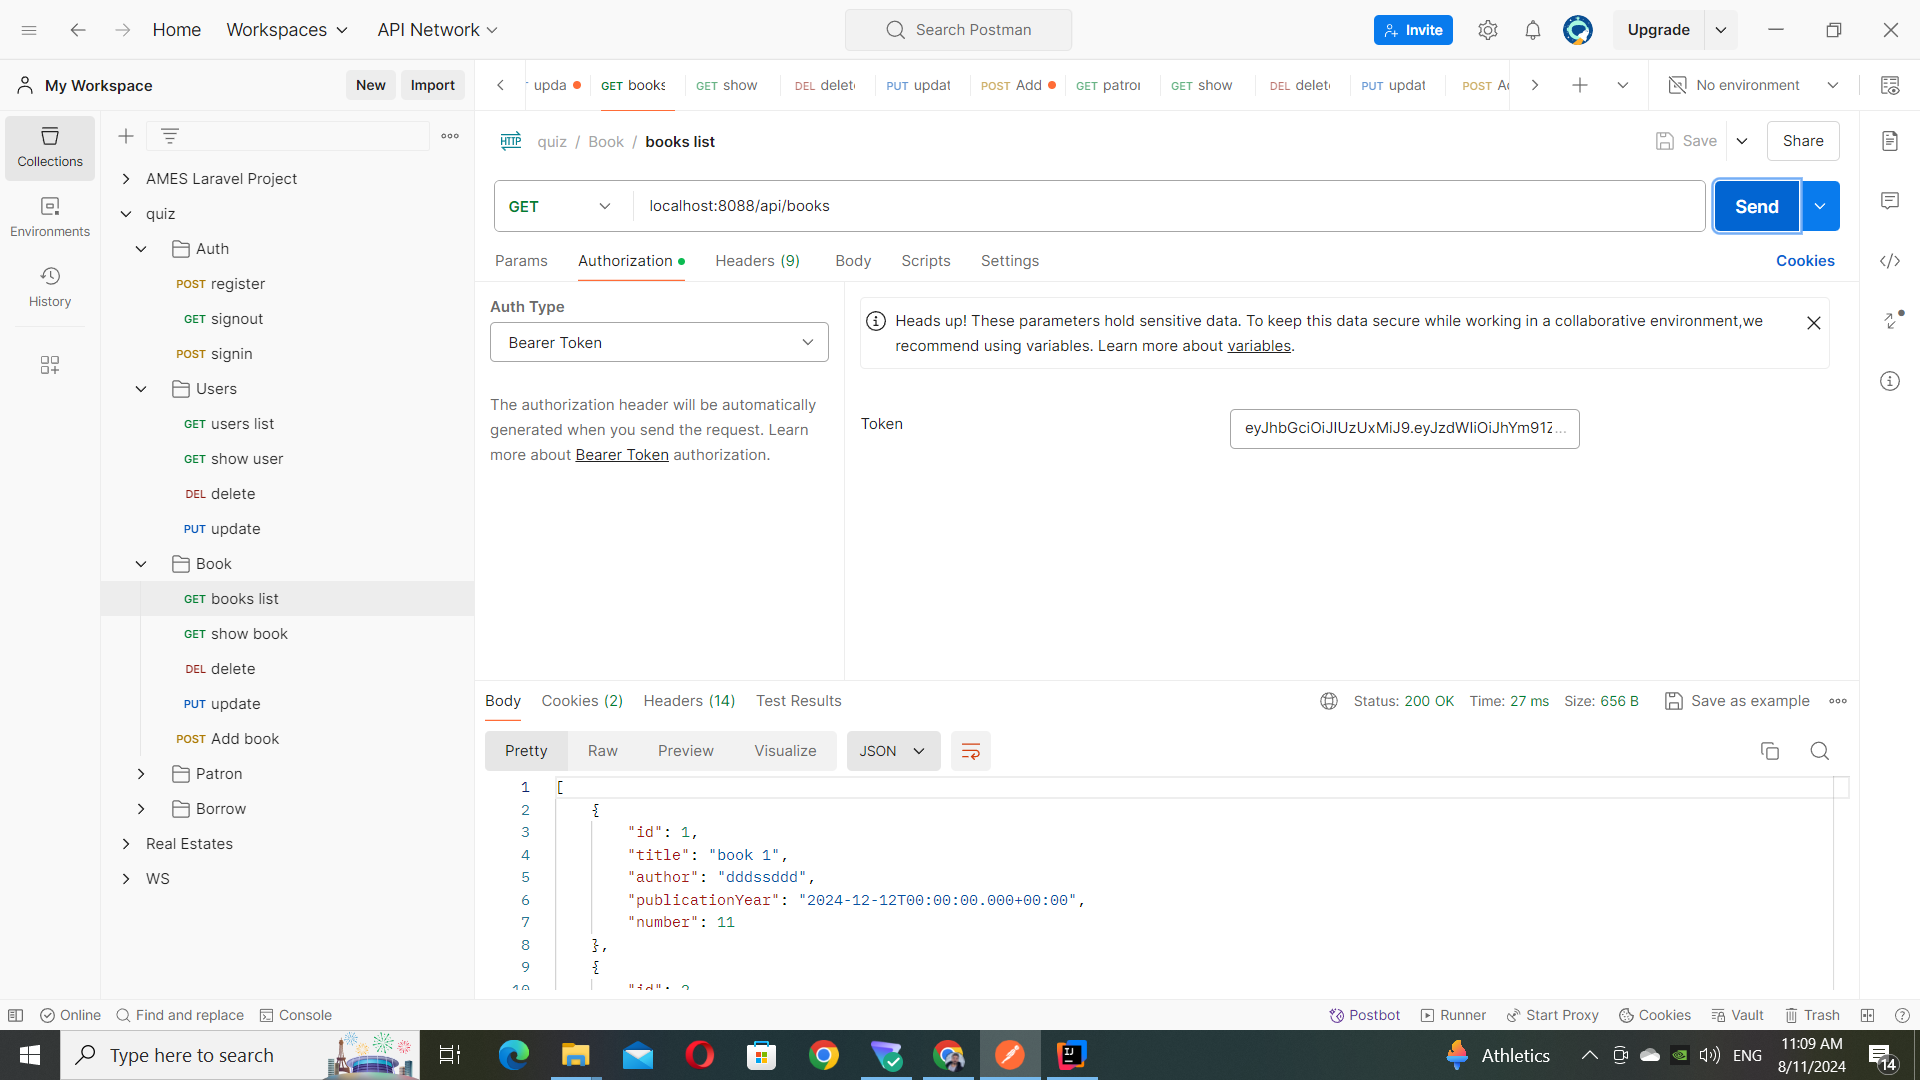 Home Workspaces API Network Search Postman Invite Upgrade
My Workspace New Import
upda GET books GET show DEL delet PUT updat POST Add GET patror GET show DEL delet PUT updat POST No environment
Collections
Environments
History
AMES Laravel Project
quiz
Auth
POST register
GET signout
POST signin
Users
GET users list
GET show user
DEL delete
PUT update
Book
GET books list
GET show book
DEL delete
PUT update
POST Add book
Patron
Borrow
Real Estates
WS
HTTP quiz / Book / books list Save Share
GET localhost:8088/api/books Send
Params Authorization Headers (9) Body Scripts Settings Cookies
Auth Type
Bearer Token
The authorization header will be automatically
generated when you send the request. Learn
more about Bearer Token authorization.
Heads up! These parameters hold sensitive data. To keep this data secure while working in a collaborative environment,we
recommend using variables. Learn more about variables.
Token eyJhbGciOiJIUzUxMiJ9.eyJzdWIiOiJhYm91Z...
Body Cookies (2) Headers (14) Test Results Status: 200 OK Time: 27 ms Size: 656 B Save as example
Pretty Raw Preview Visualize JSON
1 [
2 {
3 "id": 1,
4 "title": "book 1",
5 "author": "dddssddd",
6 "publicationYear": "2024-12-12T00:00:00.000+00:00",
7 "number": 11
8 },
9 {
10 "id": 2
Online Find and replace Console Postbot Runner Start Proxy Cookies Vault Trash
Type here to search Athletics ENG 11:09 AM
8/11/2024 14